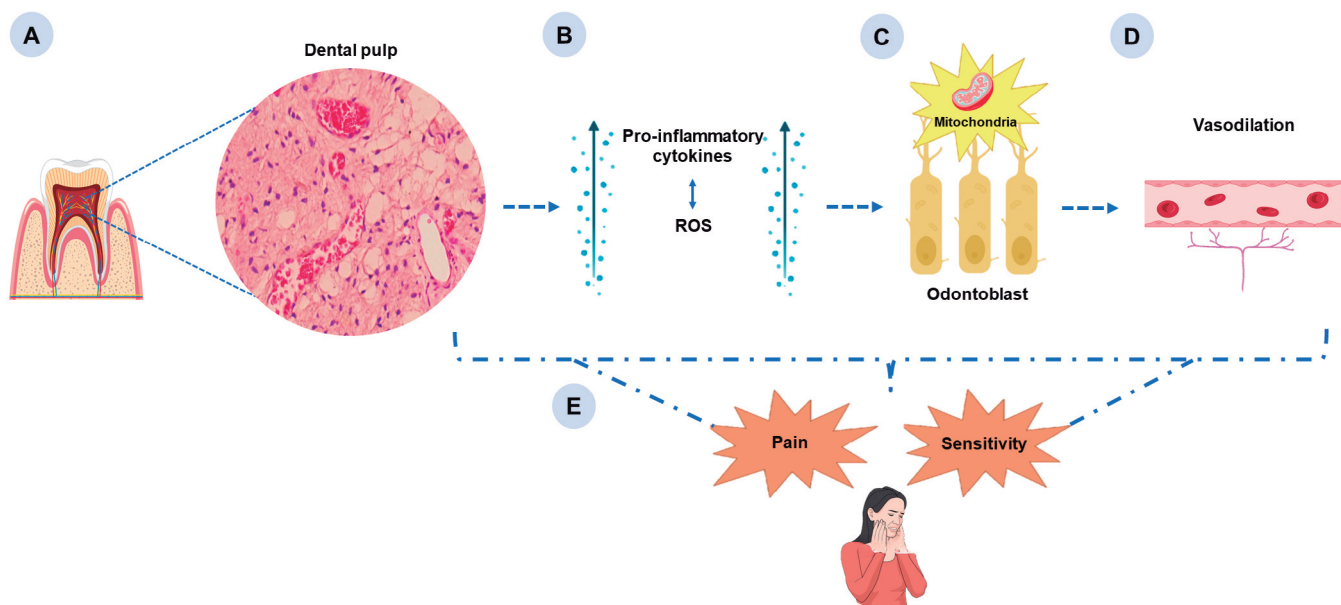 A
Dental pulp
B
Pro-inflammatory
cytokines
ROS
C
Mitochondria
Odontoblast
D
Vasodilation
E
Pain
Sensitivity